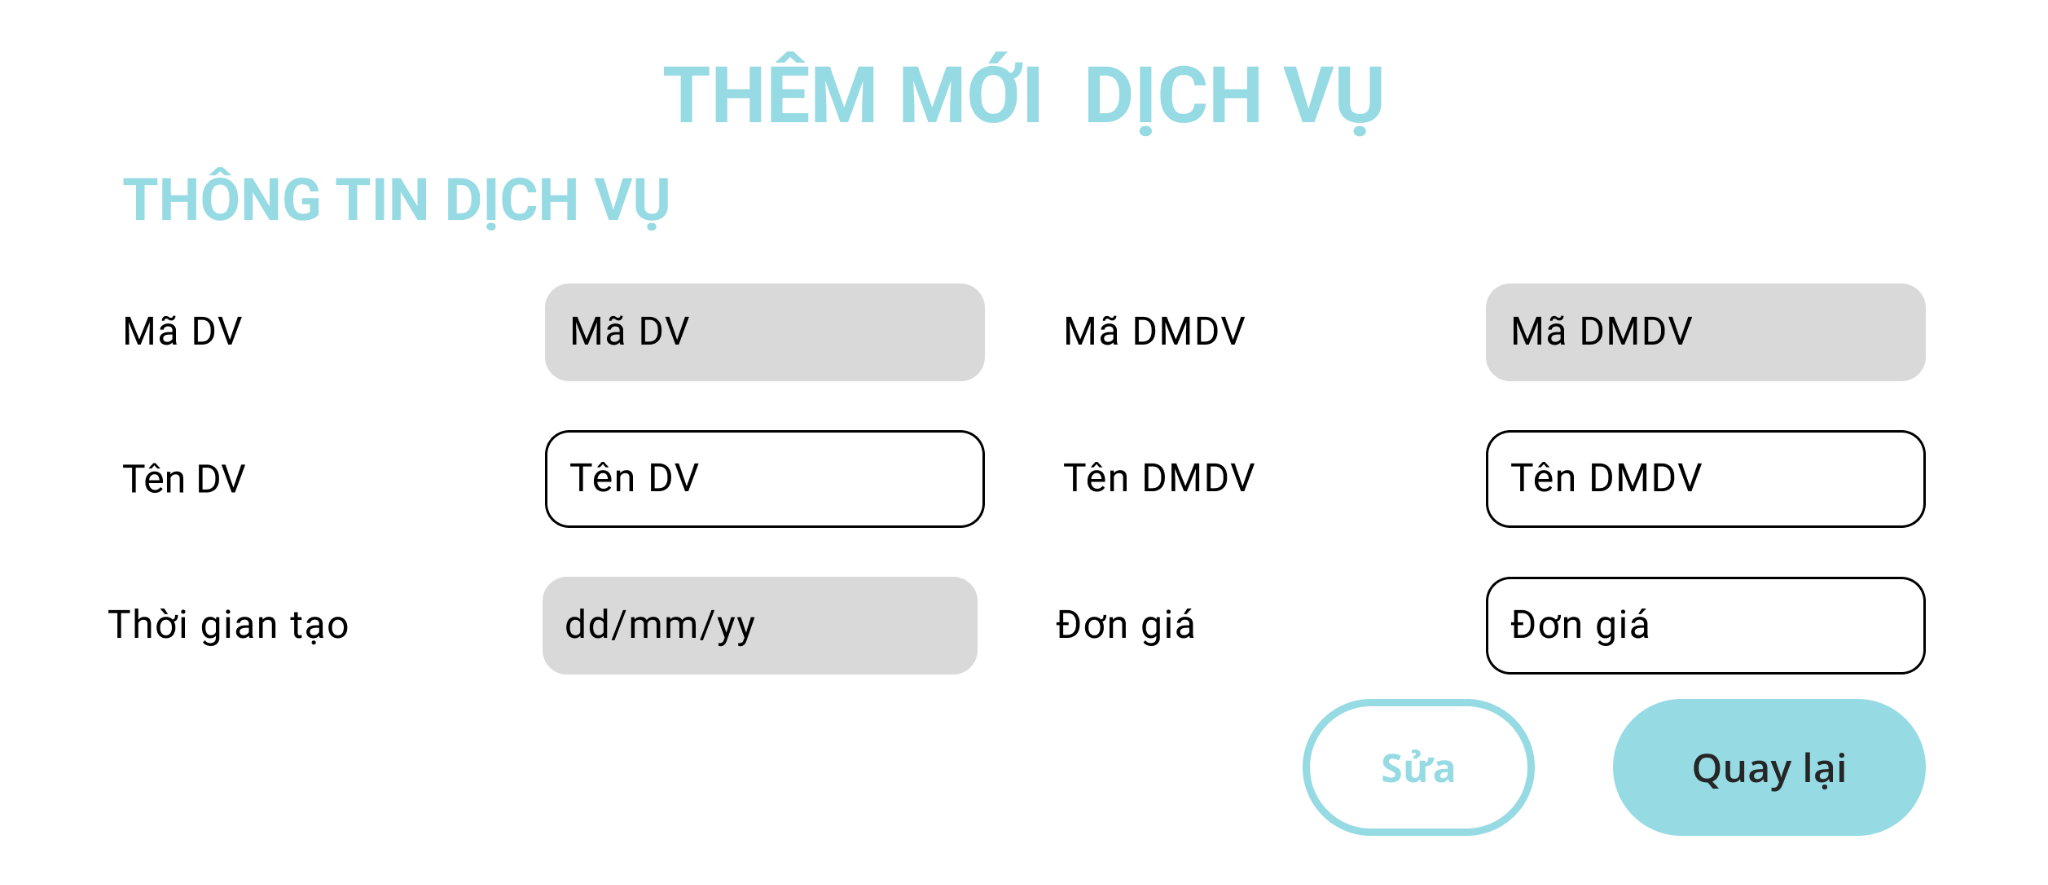 THÊM MỚI  DỊCH VỤ
THÔNG TIN DỊCH VỤ
Mã DV Mã DV Mã DMDV Mã DMDV
Tên DV Tên DV Tên DMDV Tên DMDV
Thời gian tạo dd/mm/yy Đơn giá Đơn giá
Sửa Quay lại